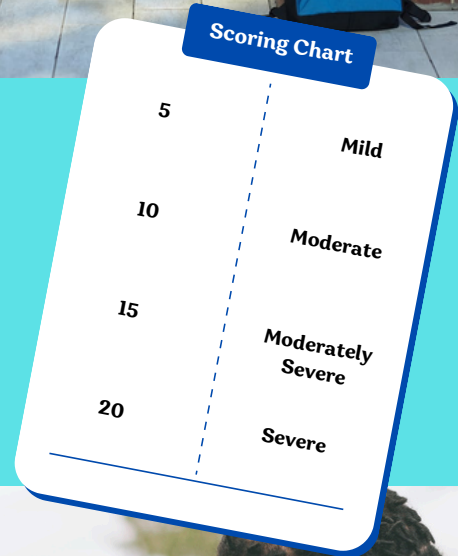 Scoring Chart
5
Mild
10
Moderate
15
Moderately
Severe
20
Severe